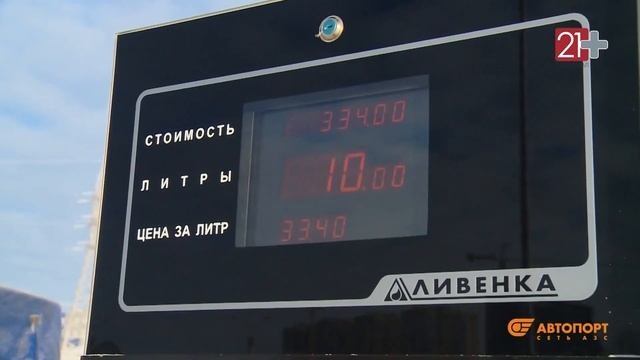 21+
СТОИМОСТЬ 334.00
ЛИТРЫ 10.00
ЦЕНА ЗА ЛИТР 33.40
ЛИВЕНКА
АВТОПОРТ
СЕТЬ АЗС